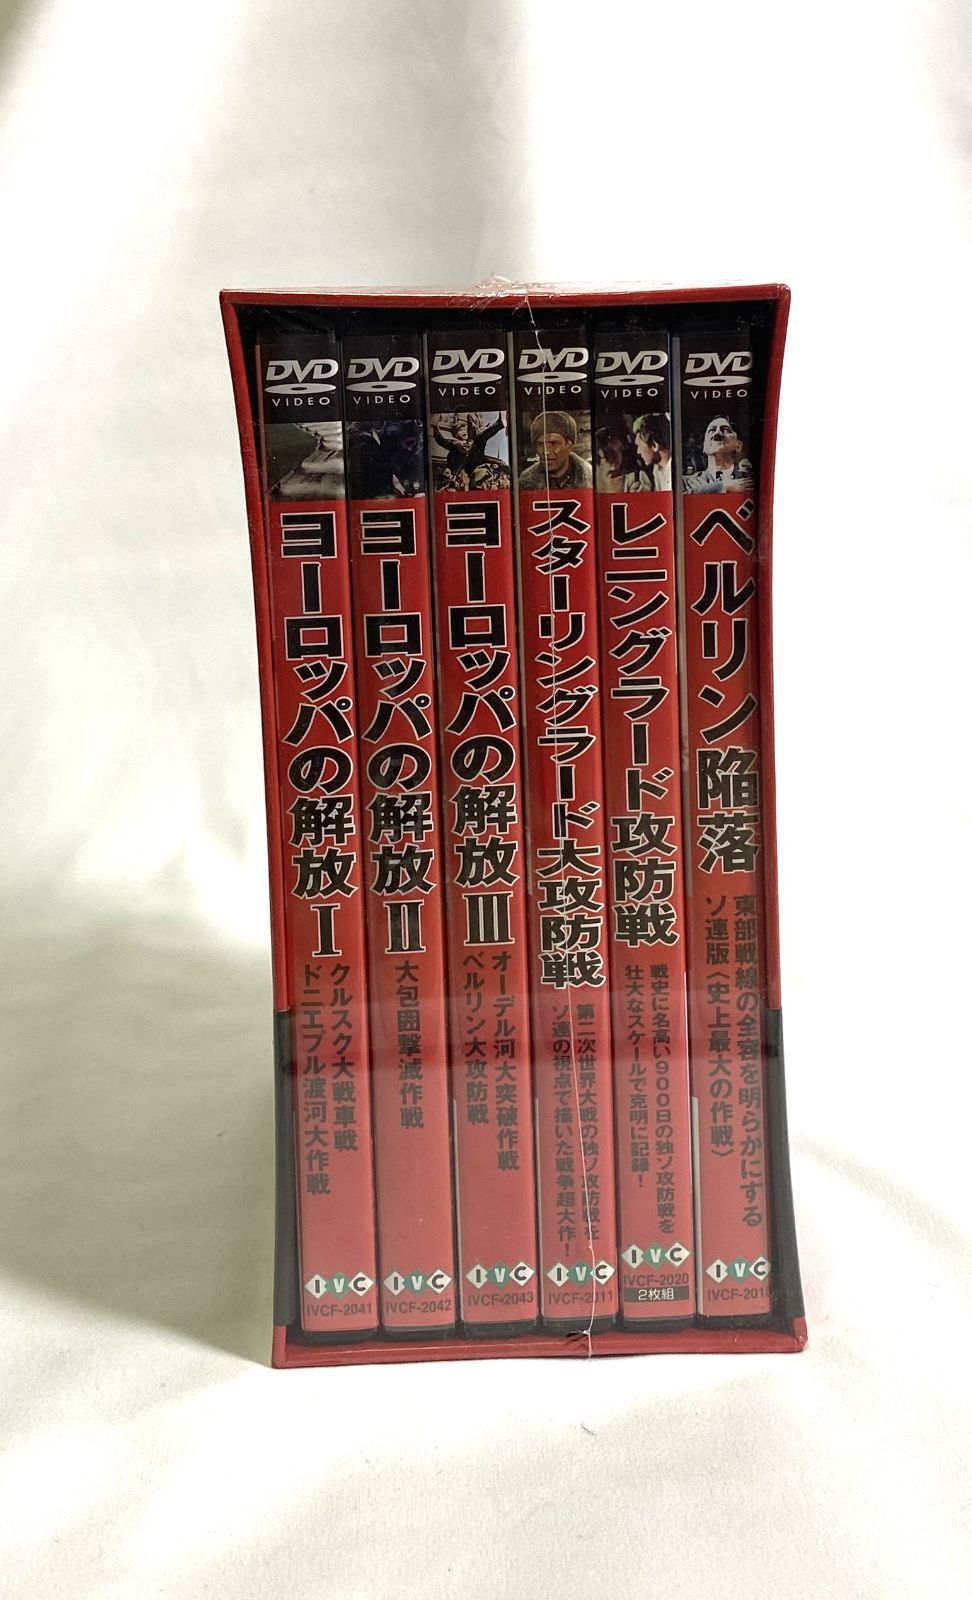 DVD
VIDEO
ヨーロッパの解放 I
クルスク大戦車戦
ドニエプル渡河大作戦
IVC
IVCF-2041
DVD
VIDEO
ヨーロッパの解放 II
大包囲撃滅作戦
IVC
IVCF-2042
DVD
VIDEO
ヨーロッパの解放 III
オーデル河大突破作戦
ベルリン大攻防戦
IVC
IVCF-2043
DVD
VIDEO
スターリングラード大攻防戦
第二次世界大戦の独ソ攻防戦を
ソ連の視点で描いた戦争超大作!
IVC
IVCF-2011
DVD
VIDEO
レニングラード攻防戦
戦史に名高い900日の独ソ攻防戦を
壮大なスケールで克明に記録!
IVC
IVCF-2020
2枚組
DVD
VIDEO
ベルリン陥落
東部戦線の全容を明らかにする
ソ連版〈史上最大の作戦〉
IVC